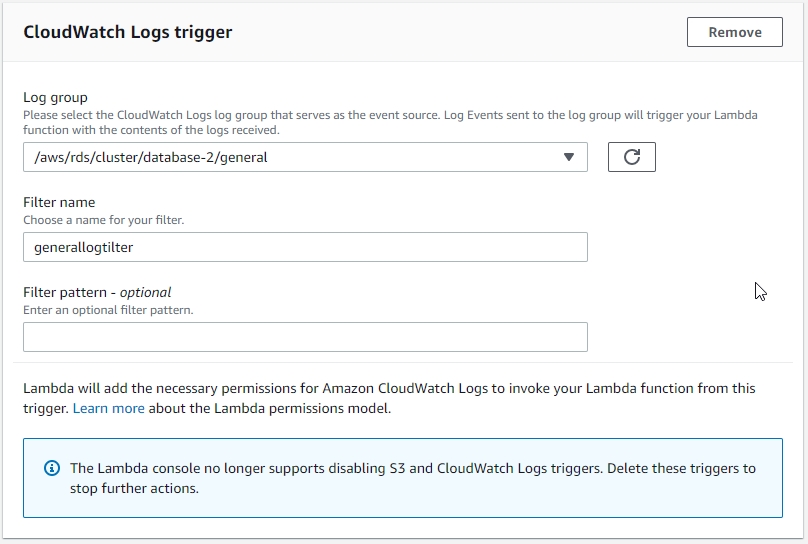 CloudWatch Logs trigger
Remove
Log group
Please select the CloudWatch Logs log group that serves as the event source. Log Events sent to the log group will trigger your Lambda
function with the contents of the logs received.
/aws/rds/cluster/database-2/general
Filter name
Choose a name for your filter.
generallogtilter
Filter pattern - optional
Enter an optional filter pattern.
Lambda will add the necessary permissions for Amazon CloudWatch Logs to invoke your Lambda function from this
trigger. Learn more about the Lambda permissions model.
The Lambda console no longer supports disabling S3 and CloudWatch Logs triggers. Delete these triggers to
stop further actions.